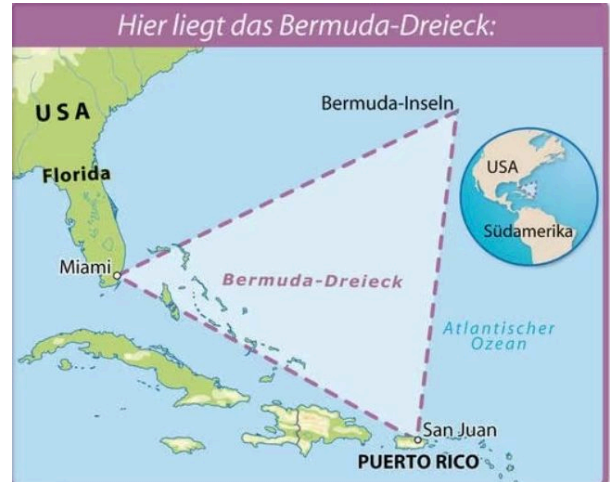 Hier liegt das Bermuda-Dreieck:
USA
Florida
Miami
Bermuda-Inseln
USA
Südamerika
Bermuda-Dreieck
Atlantischer
Ozean
San Juan
PUERTO RICO